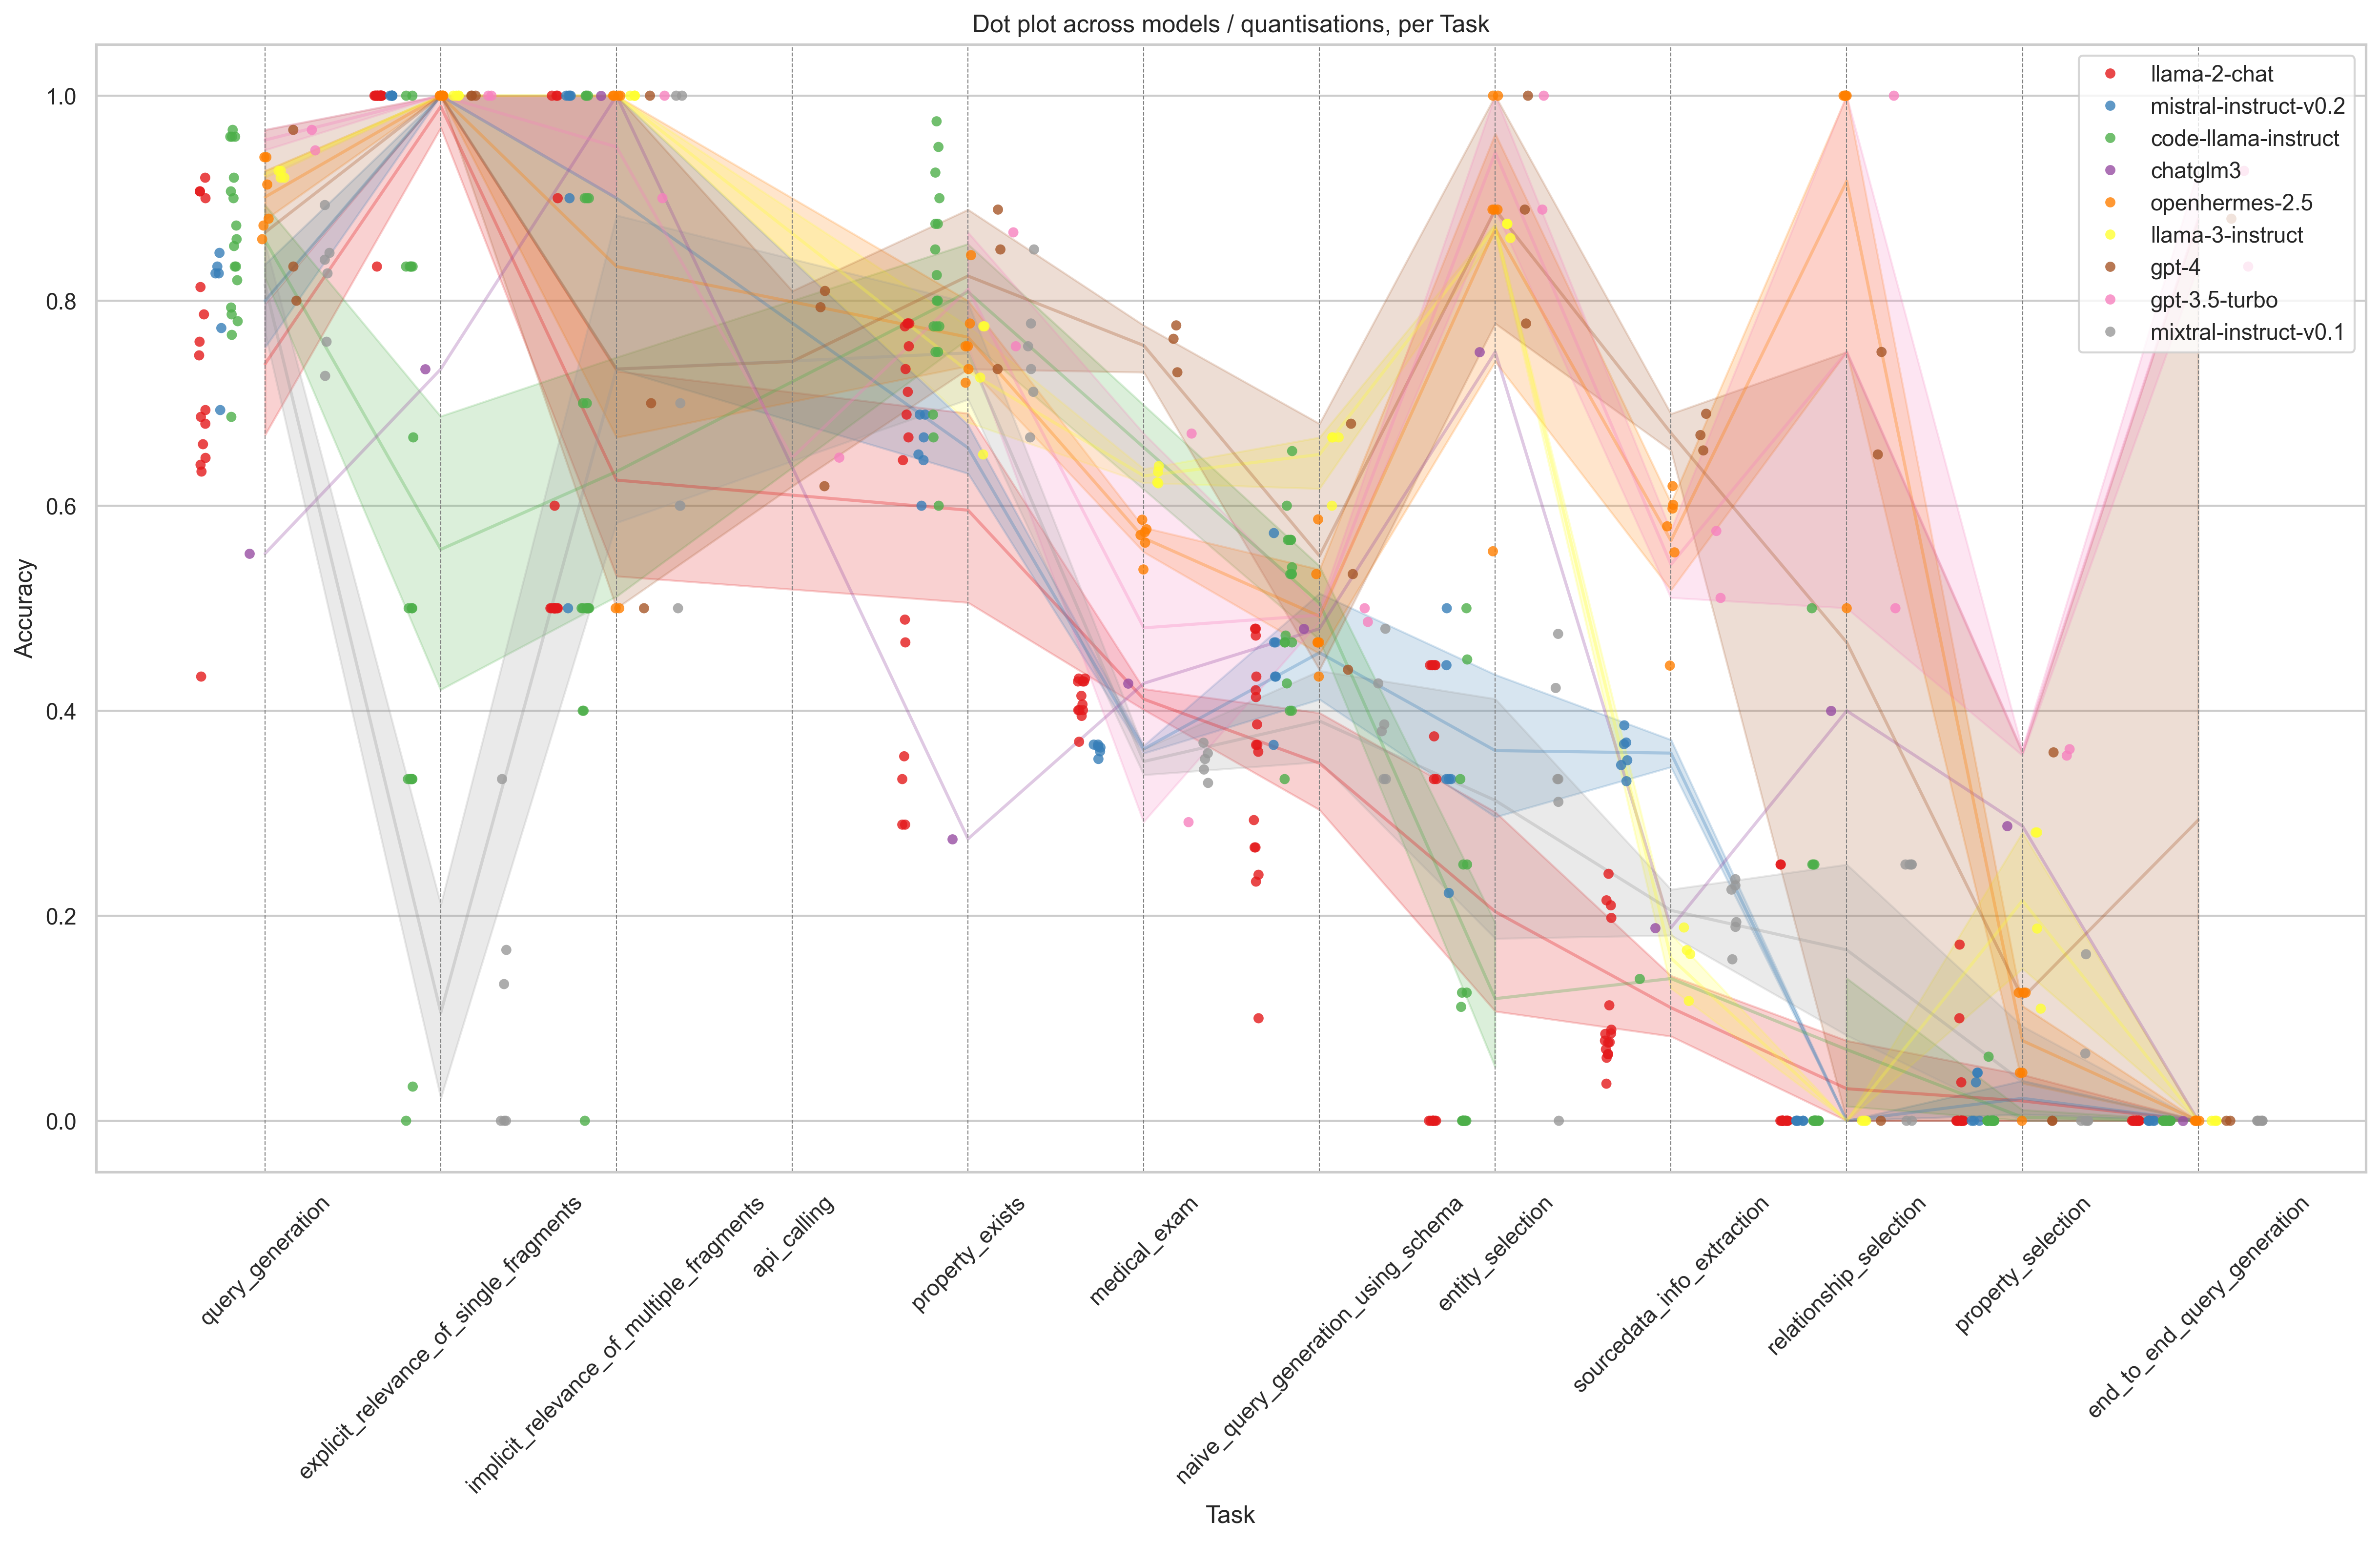 Dot plot across models / quantisations, per Task
Accuracy
1.0
0.8
0.6
0.4
0.2
0.0
llama-2-chat
mistral-instruct-v0.2
code-llama-instruct
chatglm3
openhermes-2.5
llama-3-instruct
gpt-4
gpt-3.5-turbo
mixtral-instruct-v0.1
query_generation
explicit_relevance_of_single_fragments
implicit_relevance_of_multiple_fragments
api_calling
property_exists
medical_exam
naive_query_generation_using_schema
entity_selection
sourcedata_info_extraction
relationship_selection
property_selection
end_to_end_query_generation
Task